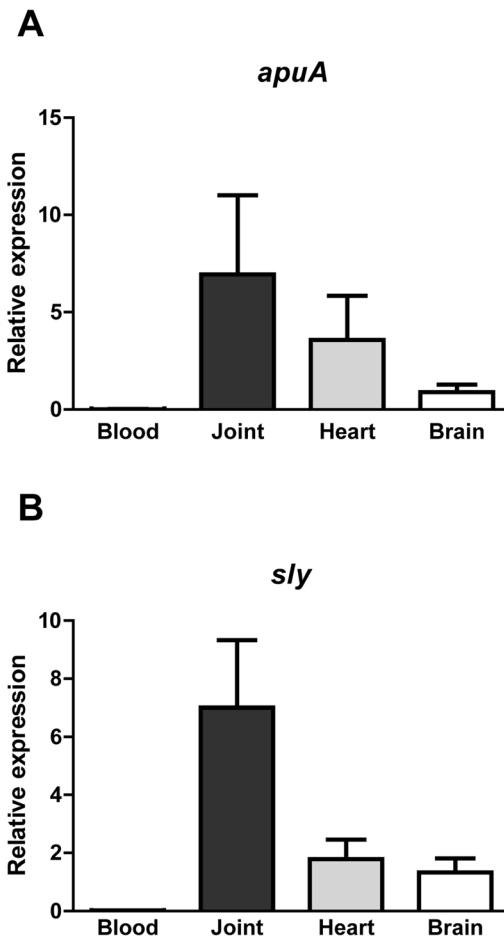 A
apuA
Relative expression
15
10
5
0
Blood Joint Heart Brain
B
sly
Relative expression
10
8
6
4
2
0
Blood Joint Heart Brain